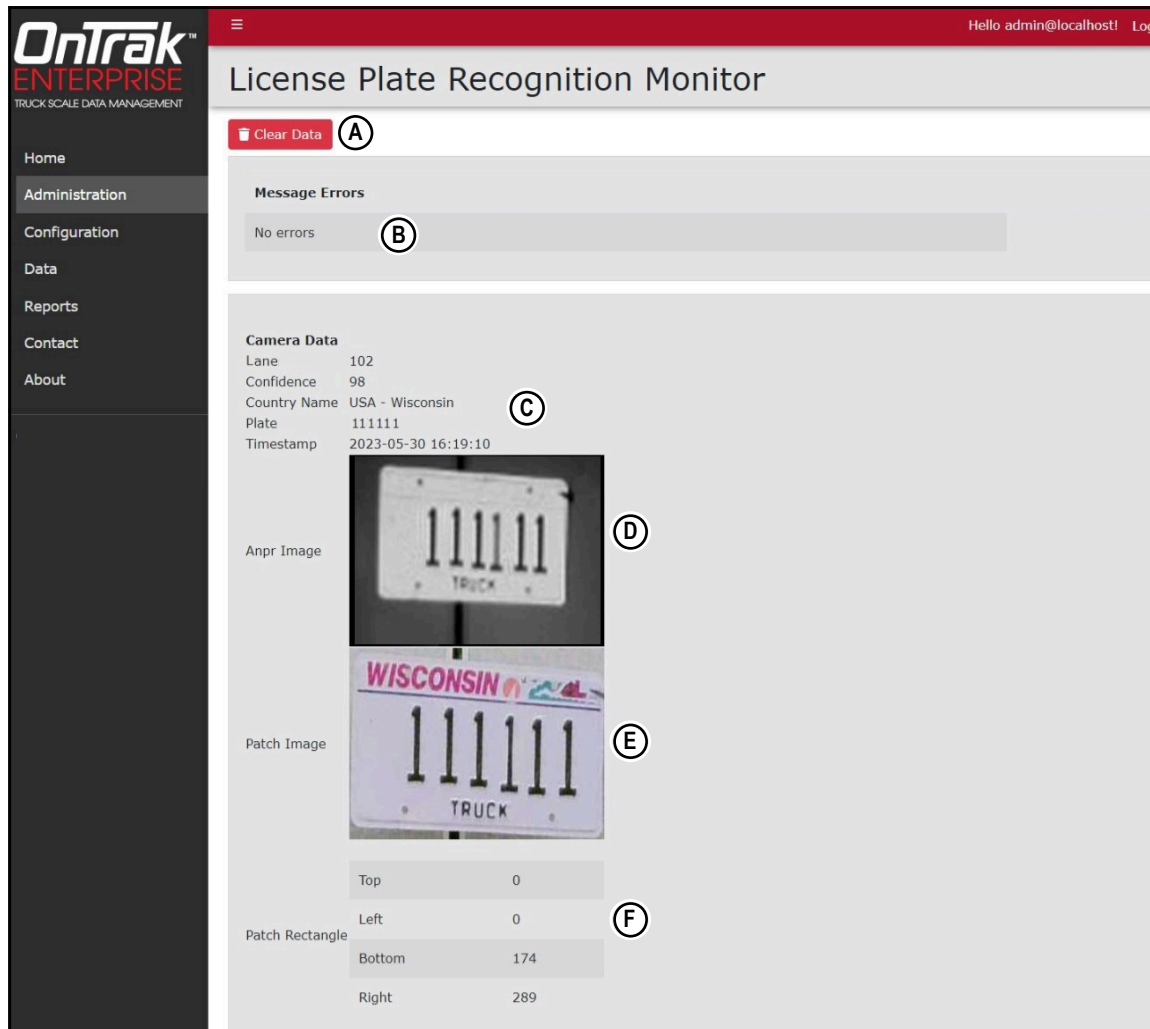 OnTrak™
ENTERPRISE
TRUCK SCALE DATA MANAGEMENT
Home
Administration
Configuration
Data
Reports
Contact
About
☰
Hello admin@localhost! Log
License Plate Recognition Monitor
Clear Data A
Message Errors
No errors B
Camera Data
Lane 102
Confidence 98
Country Name USA - Wisconsin
C
Plate 111111
Timestamp 2023-05-30 16:19:10
Anpr Image
111111
TRUCK
D
Patch Image
WISCONSIN
111111
TRUCK
E
Patch Rectangle
Top 0
Left 0
F
Bottom 174
Right 289